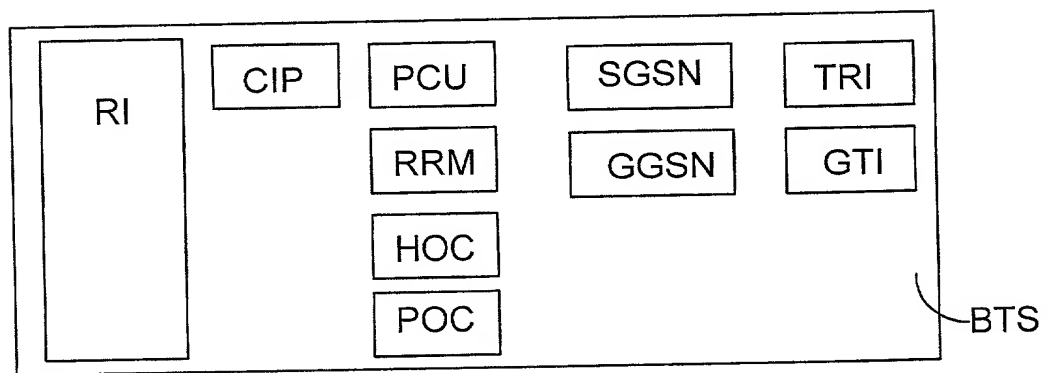 RI
CIP
PCU
SGSN
TRI
RRM
GGSN
GTI
HOC
POC
BTS